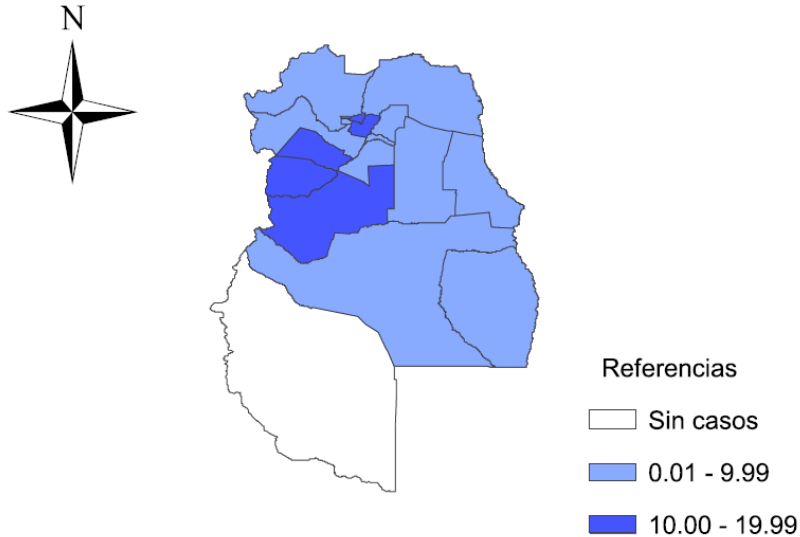 N
Referencias
Sin casos
0.01 - 9.99
10.00 - 19.99